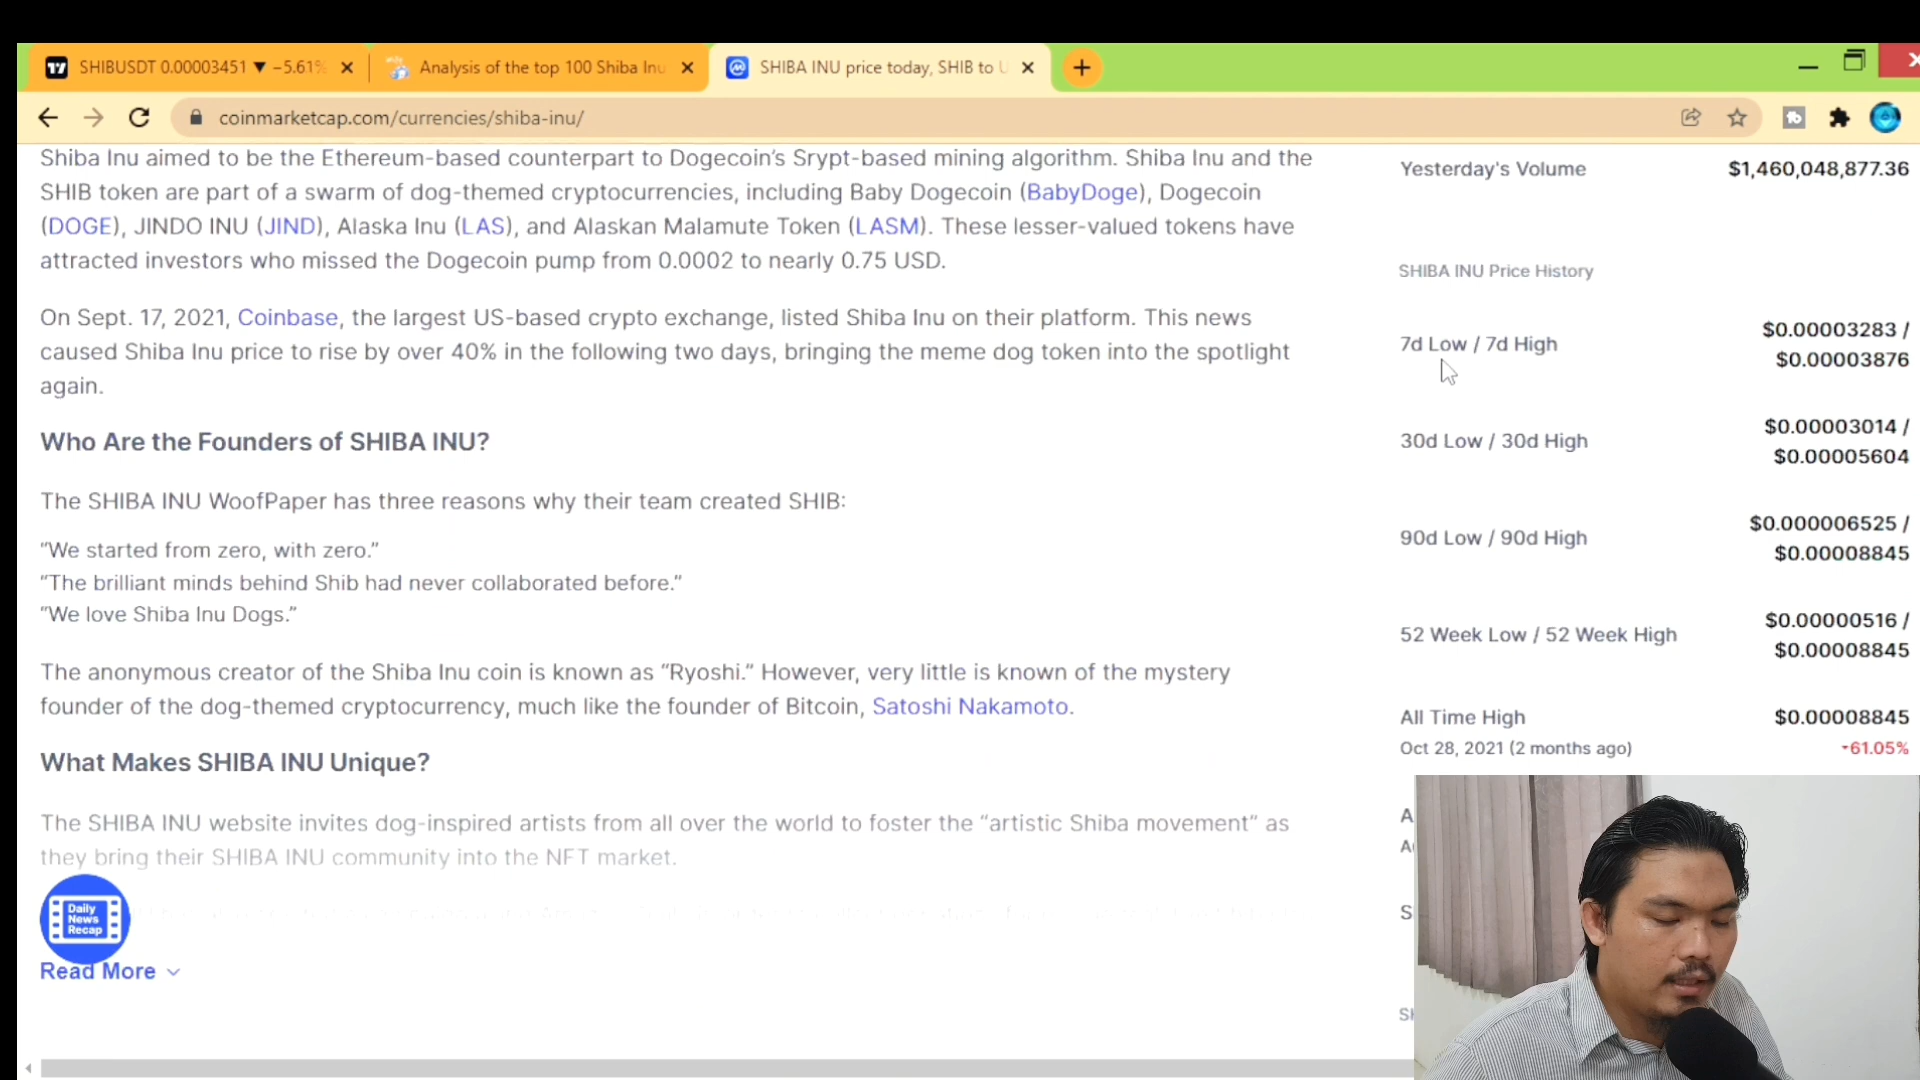 SHIBUSDT 0.00003451 ▼ −5.61%
Analysis of the top 100 Shiba Inu
SHIBA INU price today, SHIB to U
coinmarketcap.com/currencies/shiba-inu/
Shiba Inu aimed to be the Ethereum-based counterpart to Dogecoin’s Srypt-based mining algorithm. Shiba Inu and the
SHIB token are part of a swarm of dog-themed cryptocurrencies, including Baby Dogecoin (BabyDoge), Dogecoin
(DOGE), JINDO INU (JIND), Alaska Inu (LAS), and Alaskan Malamute Token (LASM). These lesser-valued tokens have
attracted investors who missed the Dogecoin pump from 0.0002 to nearly 0.75 USD.
On Sept. 17, 2021, Coinbase, the largest US-based crypto exchange, listed Shiba Inu on their platform. This news
caused Shiba Inu price to rise by over 40% in the following two days, bringing the meme dog token into the spotlight
again.
Who Are the Founders of SHIBA INU?
The SHIBA INU WoofPaper has three reasons why their team created SHIB:
“We started from zero, with zero.”
“The brilliant minds behind Shib had never collaborated before.”
“We love Shiba Inu Dogs.”
The anonymous creator of the Shiba Inu coin is known as “Ryoshi.” However, very little is known of the mystery
founder of the dog-themed cryptocurrency, much like the founder of Bitcoin, Satoshi Nakamoto.
What Makes SHIBA INU Unique?
The SHIBA INU website invites dog-inspired artists from all over the world to foster the “artistic Shiba movement” as
they bring their SHIBA INU community into the NFT market.
Daily
News
Recap
Read More
Yesterday's Volume $1,460,048,877.36
SHIBA INU Price History
7d Low / 7d High $0.00003283 /
$0.00003876
30d Low / 30d High $0.00003014 /
$0.00005604
90d Low / 90d High $0.000006525 /
$0.00008845
52 Week Low / 52 Week High $0.00000516 /
$0.00008845
All Time High $0.00008845
Oct 28, 2021 (2 months ago) -61.05%